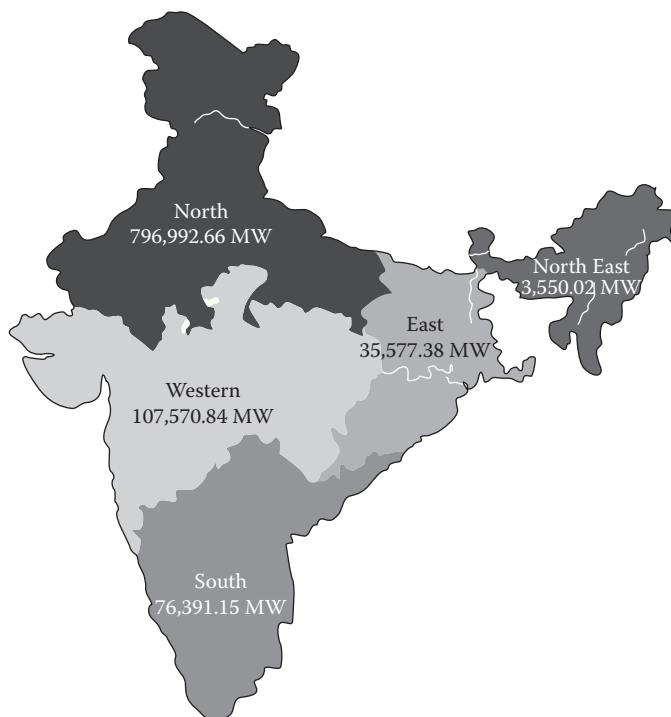 North
796,992.66 MW
North East
3,550.02 MW
East
35,577.38 MW
Western
107,570.84 MW
South
76,391.15 MW